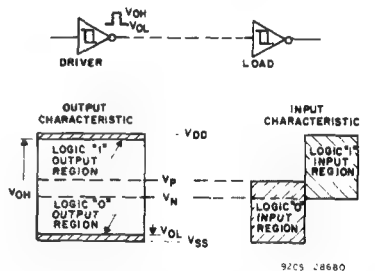 VOH
VOL
DRIVER
LOAD
OUTPUT
CHARACTERISTIC
INPUT
CHARACTERISTIC
VDD
LOGIC "1"
OUTPUT
REGION
LOGIC "1"
INPUT
REGION
VOH
VP
VN
LOGIC "0"
OUTPUT
REGION
LOGIC "0"
INPUT
REGION
VOL
VSS
92CS